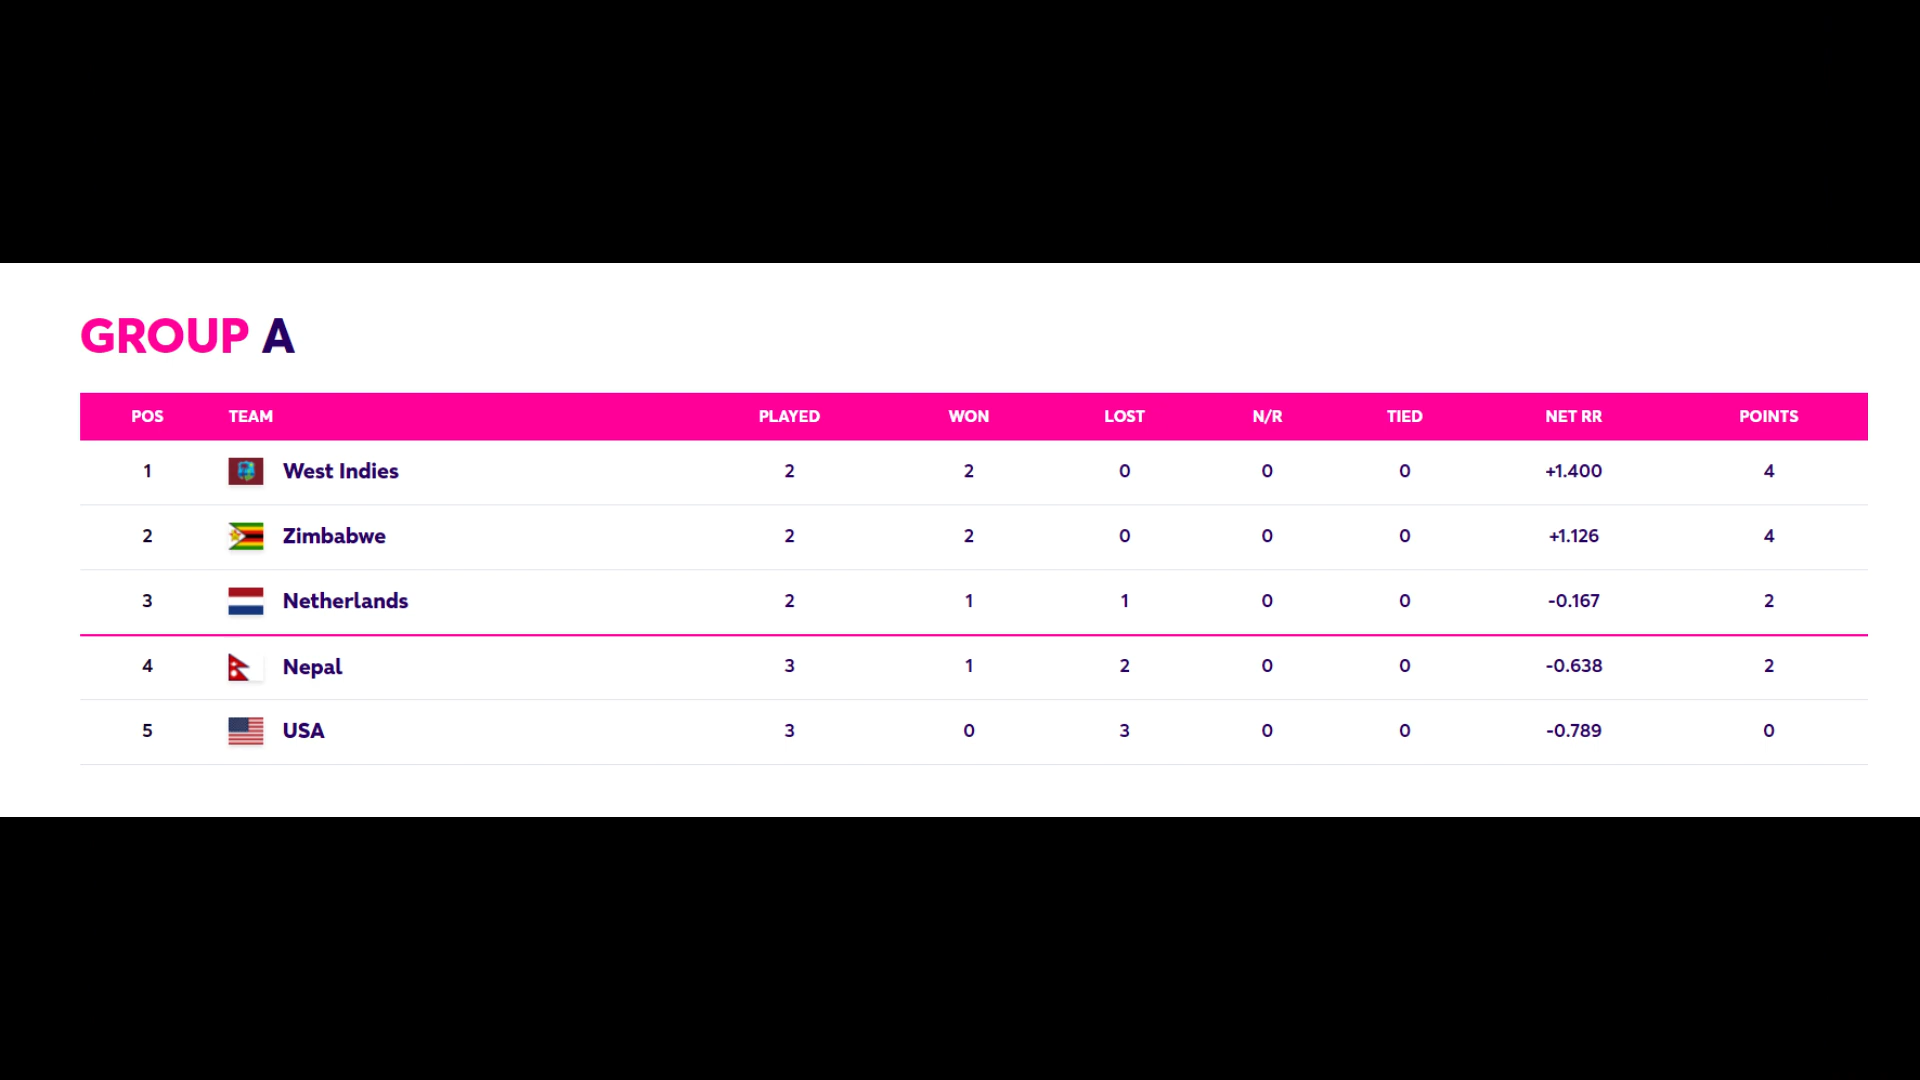 GROUP A
POS TEAM PLAYED WON LOST N/R TIED NET RR POINTS
1 West Indies 2 2 0 0 0 +1.400 4
2 Zimbabwe 2 2 0 0 0 +1.126 4
3 Netherlands 2 1 1 0 0 -0.167 2
4 Nepal 3 1 2 0 0 -0.638 2
5 USA 3 0 3 0 0 -0.789 0